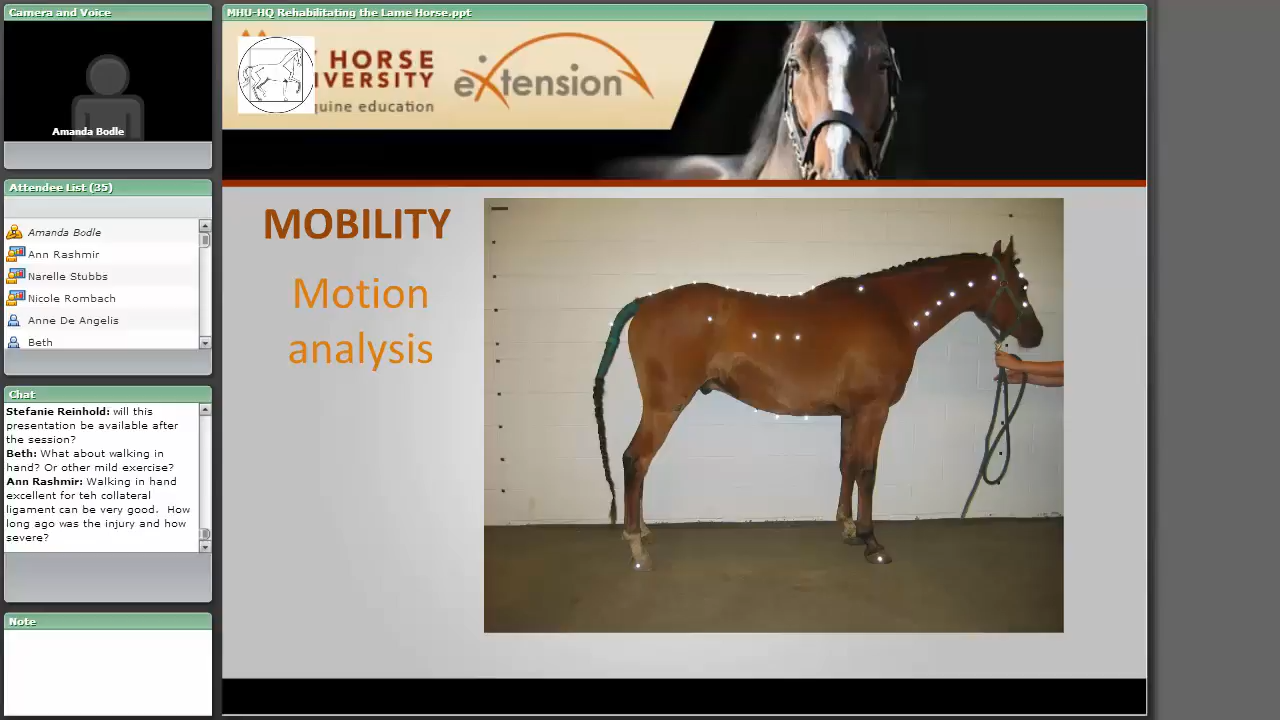 Camera and Voice
Amanda Bodle
Attendee List (35)
Amanda Bodle
Ann Rashmir
Narelle Stubbs
Nicole Rombach
Anne De Angelis
Beth
Chat
Stefanie Reinhold: will this
presentation be available after
the session?
Beth: What about walking in
hand? Or other mild exercise?
Ann Rashmir: Walking in hand
excellent for teh collateral
ligament can be very good. How
long ago was the injury and how
severe?
Note
MHU-HQ Rehabilitating the Lame Horse.ppt
HORSE
IVERSITY
quine education
eXtension
MOBILITY
Motion
analysis